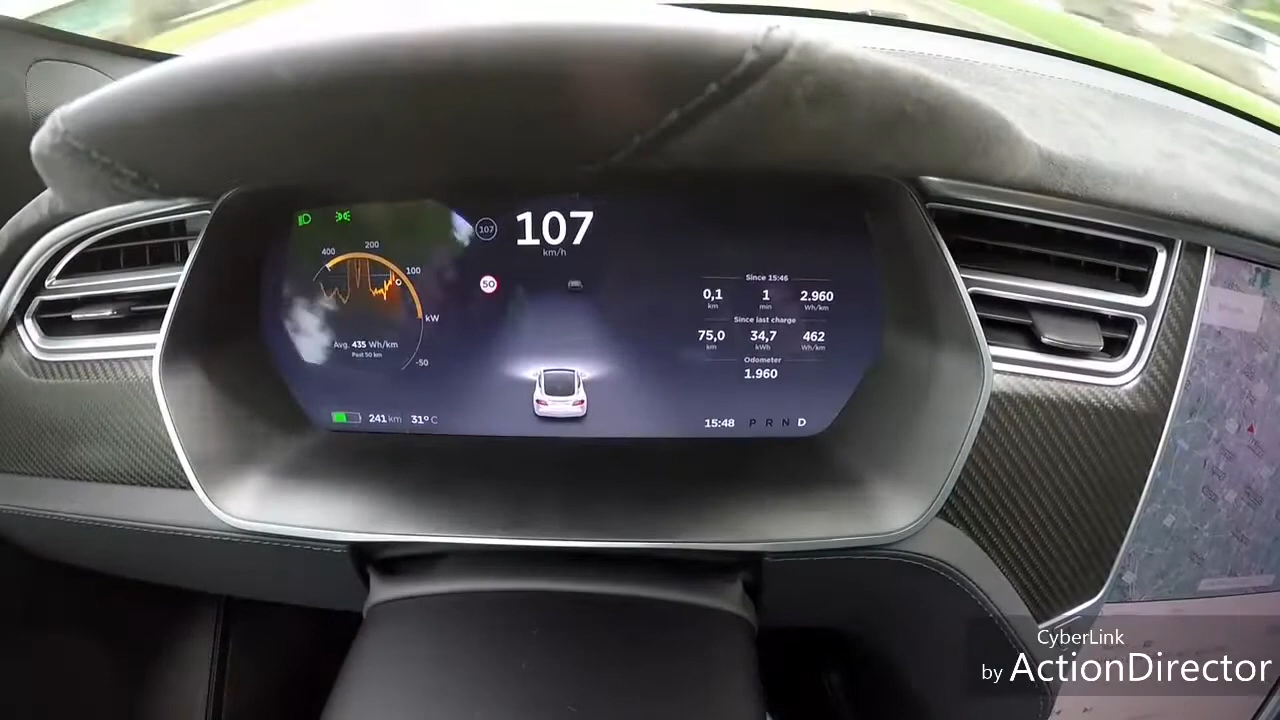 400
200
100
kW
-50
Avg. 435 Wh/km
Past 50 km
241 km 31° C
107
107
km/h
50
Since 15:46
0,1 1 2.960
km min Wh/km
Since last charge
75,0 34,7 462
km kWh Wh/km
Odometer
1.960
15:48 P R N D
CyberLink
by ActionDirector